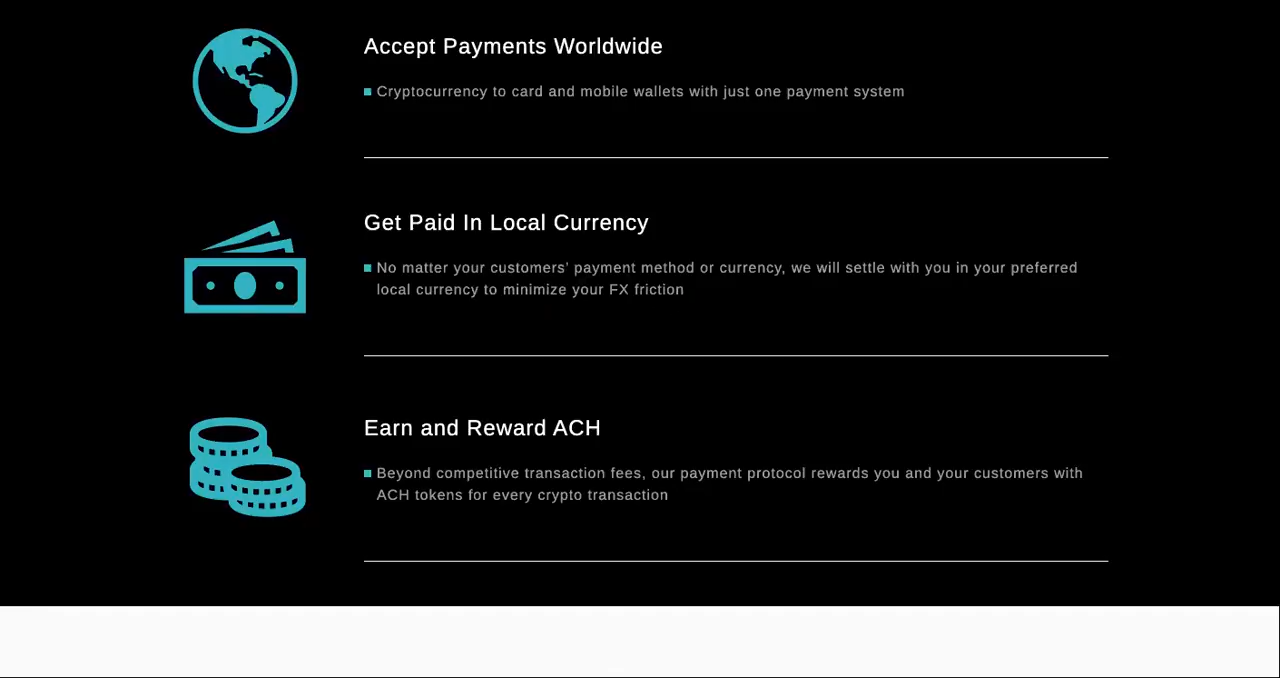 Accept Payments Worldwide
Cryptocurrency to card and mobile wallets with just one payment system
Get Paid In Local Currency
No matter your customers’ payment method or currency, we will settle with you in your preferred
local currency to minimize your FX friction
Earn and Reward ACH
Beyond competitive transaction fees, our payment protocol rewards you and your customers with
ACH tokens for every crypto transaction